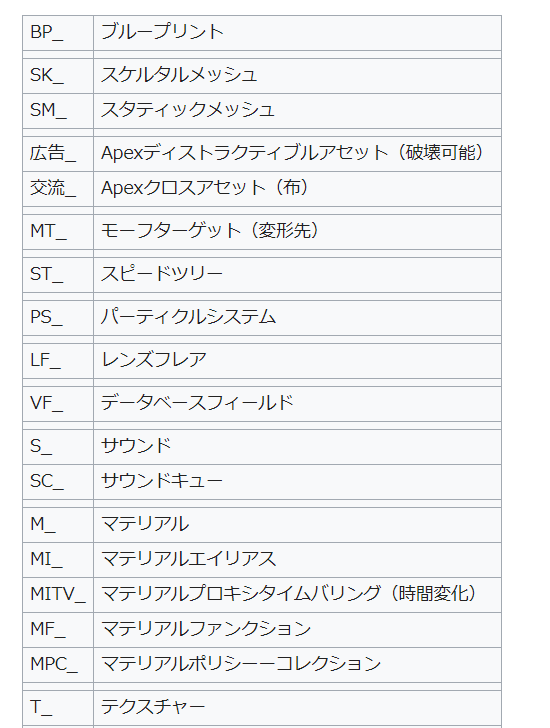 BP_ ブループリント
SK_ スケルタルメッシュ
SM_ スタティックメッシュ
広告_ Apexディストラクティブルアセット（破壊可能）
交流_ Apexクロスアセット（布）
MT_ モーフターゲット（変形先）
ST_ スピードツリー
PS_ パーティクルシステム
LF_ レンズフレア
VF_ データベースフィールド
S_ サウンド
SC_ サウンドキュー
M_ マテリアル
MI_ マテリアルエイリアス
MITV_ マテリアルプロキシタイムバリング（時間変化）
MF_ マテリアルファンクション
MPC_ マテリアルポリシーーコレクション
T_ テクスチャー